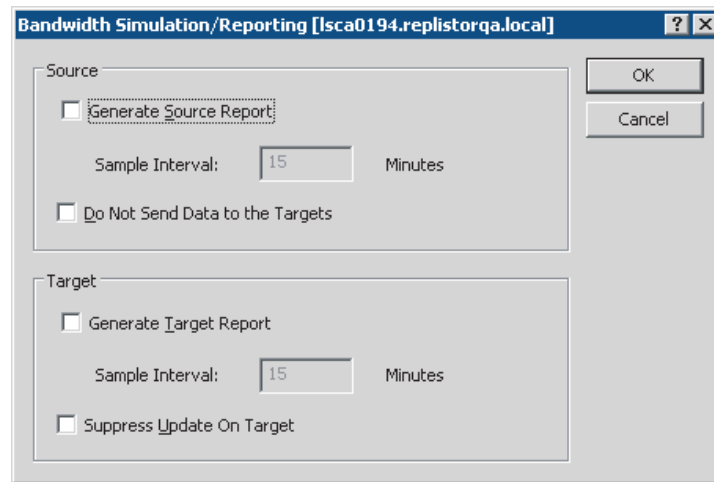 Bandwidth Simulation/Reporting [lsca0194.replistorqa.local]
Source
Generate Source Report
Sample Interval: 15 Minutes
Do Not Send Data to the Targets
Target
Generate Target Report
Sample Interval: 15 Minutes
Suppress Update On Target
OK
Cancel